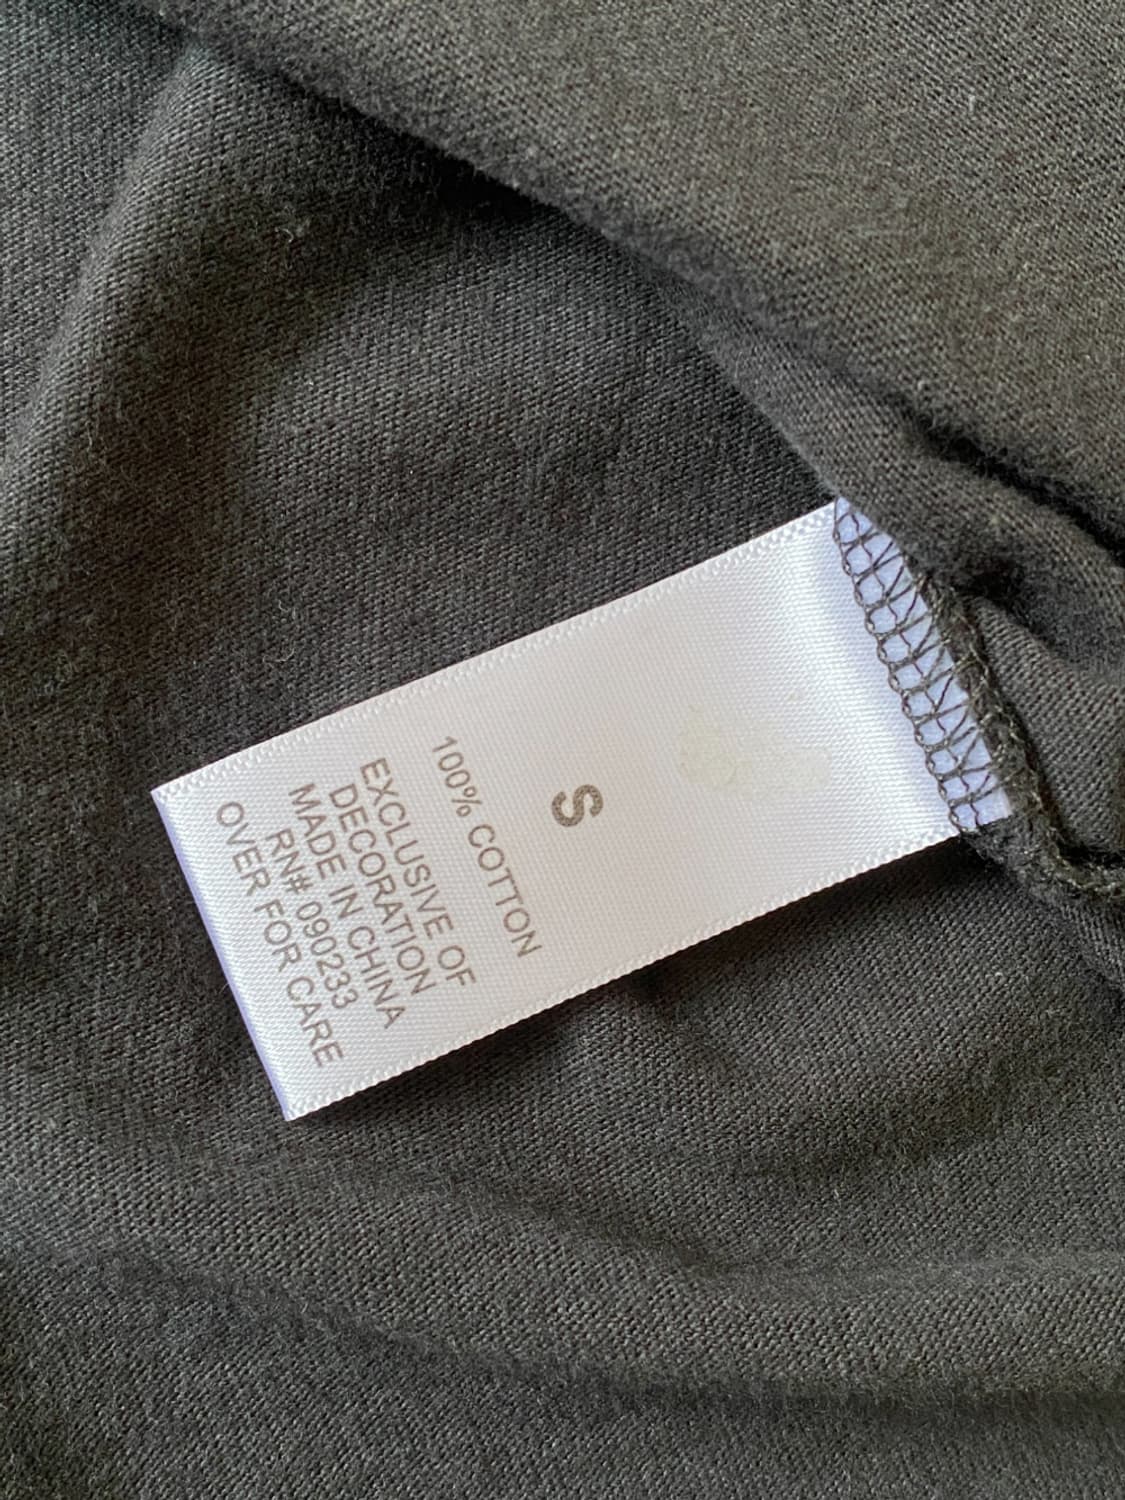 S
100% COTTON
EXCLUSIVE OF
DECORATION
MADE IN CHINA
RN# 090233
OVER FOR CARE